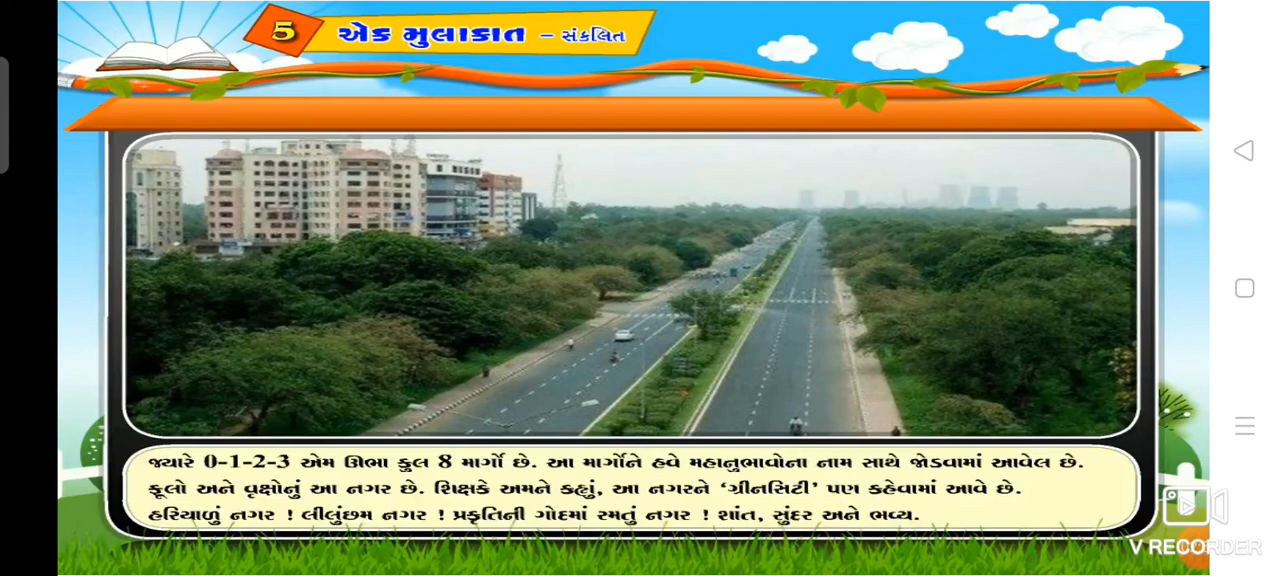 5 એક મુલાકાત – સંકલિત
જ્યારે 0-1-2-3 એમ ઊભા કુલ 8 માર્ગો છે. આ માર્ગોને હવે મહાનુભાવોના નામ સાથે જોડવામાં આવેલ છે.
ફૂલો અને વૃક્ષોનું આ નગર છે. શિક્ષકે અમને કહ્યું, આ નગરને ‘ગ્રીનસિટી’ પણ કહેવામાં આવે છે.
હરિયાળું નગર ! લીલુંછમ નગર ! પ્રકૃતિની ગોદમાં રમતું નગર ! શાંત, સુંદર અને ભવ્ય.
V RECORDER